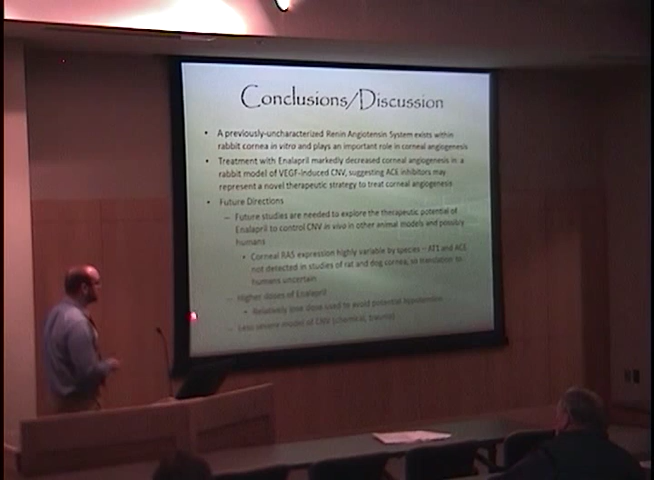 Conclusions/Discussion
• A previously-uncharacterized Renin Angiotensin System exists within
rabbit cornea in vitro and plays an important role in corneal angiogenesis
• Treatment with Enalapril markedly decreased corneal angiogenesis in a
rabbit model of VEGF-induced CNV, suggesting ACE inhibitors may
represent a novel therapeutic strategy to treat corneal angiogenesis
• Future Directions
– Future studies are needed to explore the therapeutic potential of
Enalapril to control CNV in vivo in other animal models and possibly
humans
• Corneal RAS expression highly variable by species – AT1 and ACE
not detected in studies of rat and dog cornea, so translation to
humans uncertain
– Higher doses of Enalapril
• Relatively low dose used to avoid potential hypotension
– Less severe model of CNV (chemical, trauma)